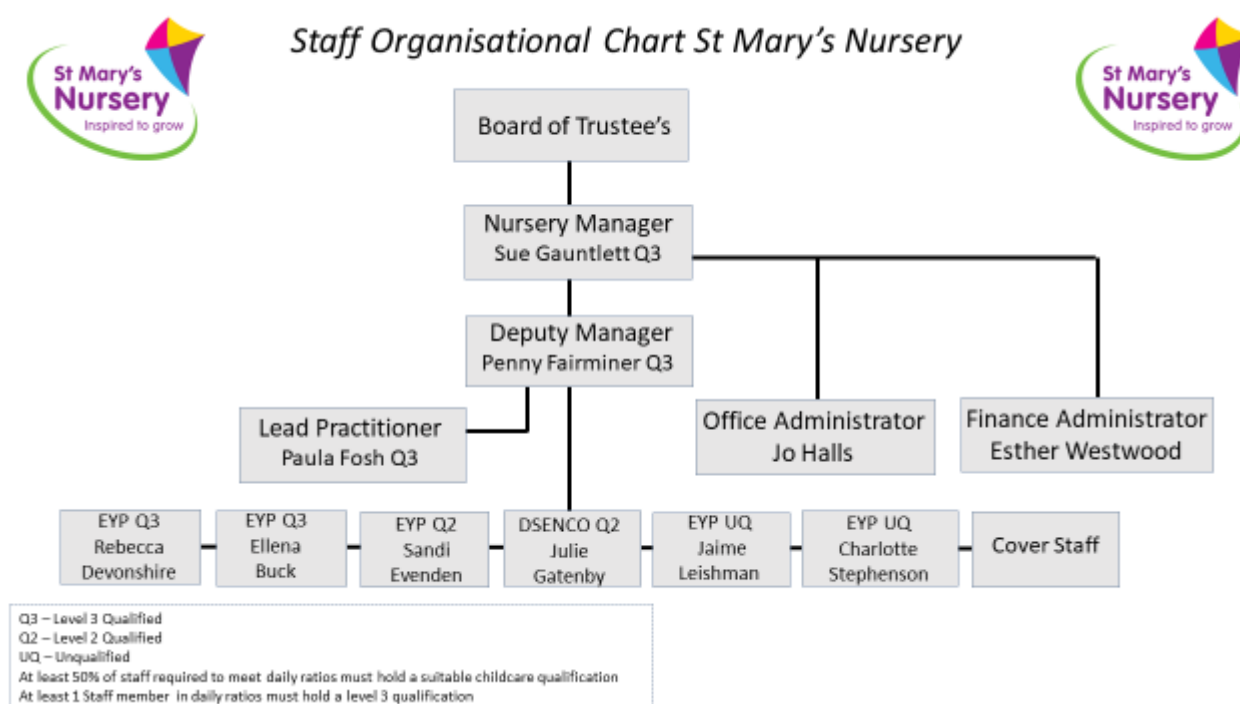 Staff Organisational Chart St Mary's Nursery
St Mary's
Nursery
Inspired to grow
St Mary's
Nursery
Inspired to grow
Board of Trustee's
Nursery Manager
Sue Gauntlett Q3
Deputy Manager
Penny Fairminer Q3
Lead Practitioner
Paula Fosh Q3
Office Administrator
Jo Halls
Finance Administrator
Esther Westwood
EYP Q3
Rebecca
Devonshire
EYP Q3
Ellena
Buck
EYP Q2
Sandi
Evenden
DSENCO Q2
Julie
Gatenby
EYP UQ
Jaime
Leishman
EYP UQ
Charlotte
Stephenson
Cover Staff
Q3 – Level 3 Qualified
Q2 – Level 2 Qualified
UQ – Unqualified
At least 50% of staff required to meet daily ratios must hold a suitable childcare qualification
At least 1 Staff member in daily ratios must hold a level 3 qualification